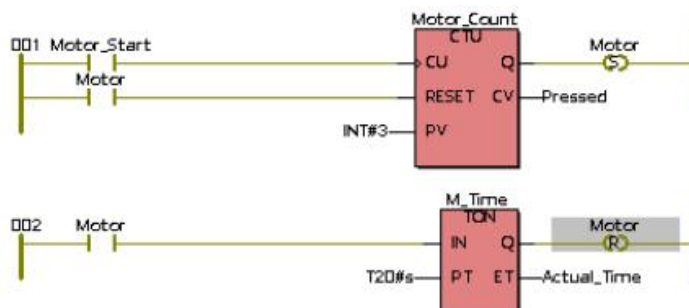 Motor_Count
001 Motor_Start CTU Motor
CU Q S
Motor
RESET CV Pressed
INT#3 PV
M_Time
002 Motor TON Motor
IN Q R
T20#s PT ET Actual_Time